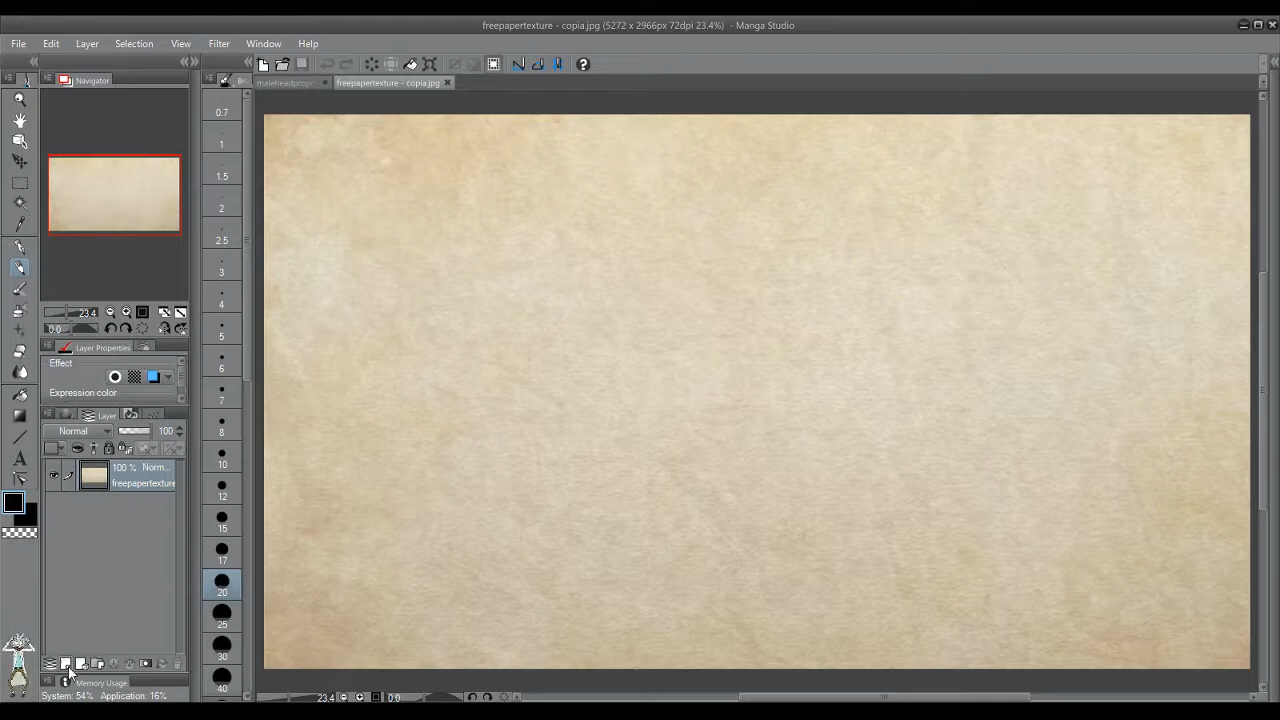 freepapertexture - copia.jpg (5272 x 2966px 72dpi 23.4%) - Manga Studio
File Edit Layer Selection View Filter Window Help
Navigator
freepapertexture - copia.jpg
0.7
1
1.5
2
2.5
3
4
5
6
7
8
10
12
15
17
20
25
30
40
23.4
0.0
Layer Properties
Effect
Expression color
Layer
Normal 100
100 % Norm...
freepapertexture
A
Memory Usage
System: 54% Application: 16%
23.4 0.0